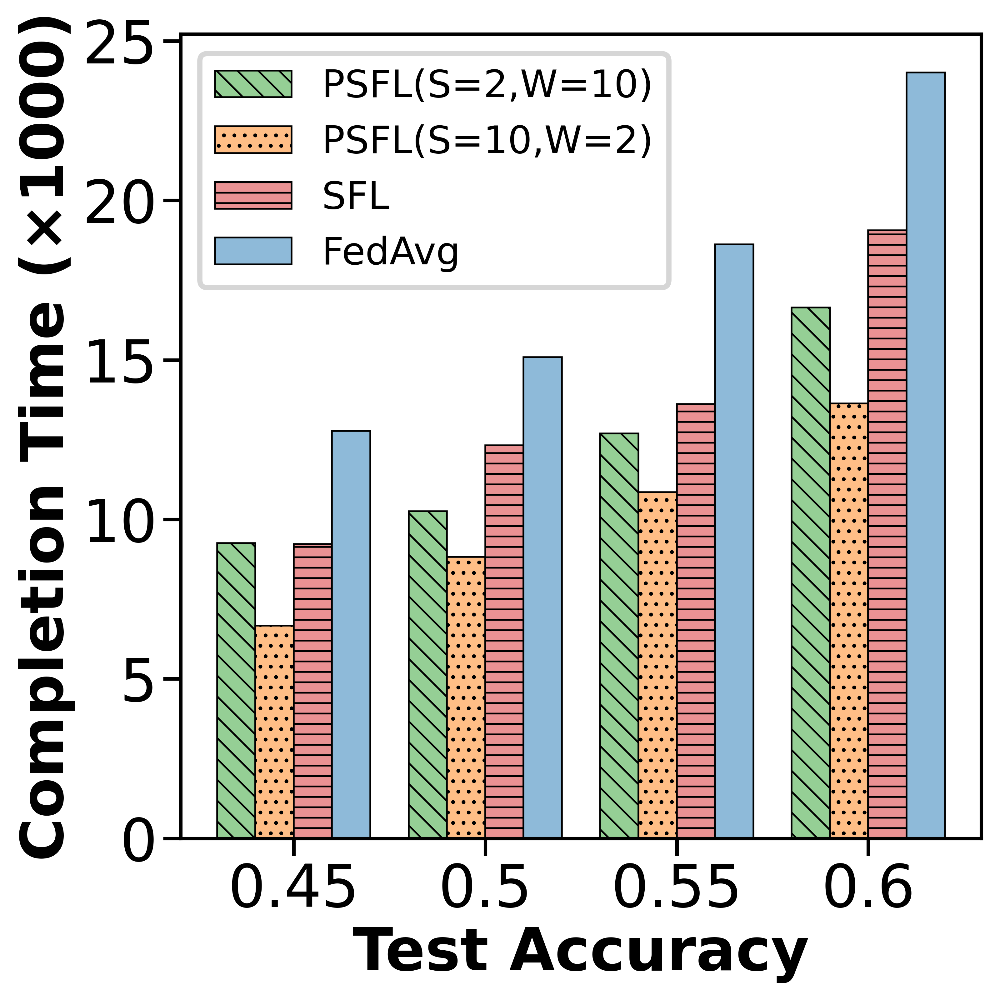 Completion Time (×1000)
25
20
15
10
5
0
PSFL(S=2,W=10)
PSFL(S=10,W=2)
SFL
FedAvg
0.45 0.5 0.55 0.6
Test Accuracy